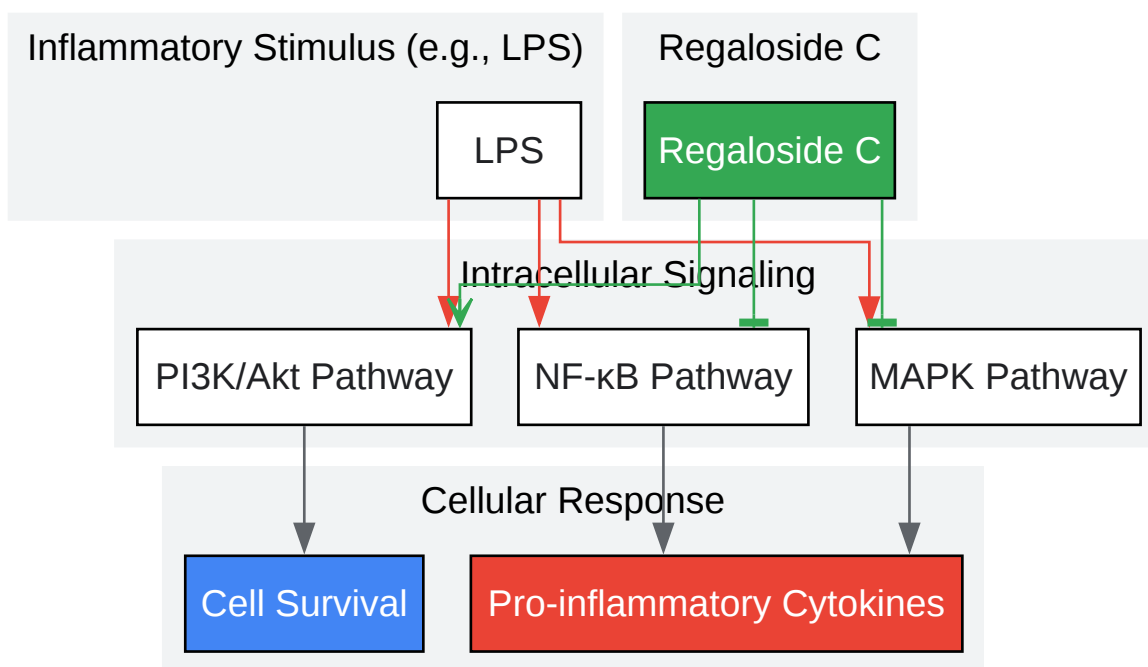 Inflammatory Stimulus (e.g., LPS)
Regaloside C
LPS
Regaloside C
Intracellular Signaling
PI3K/Akt Pathway
NF-κB Pathway
MAPK Pathway
Cellular Response
Cell Survival
Pro-inflammatory Cytokines